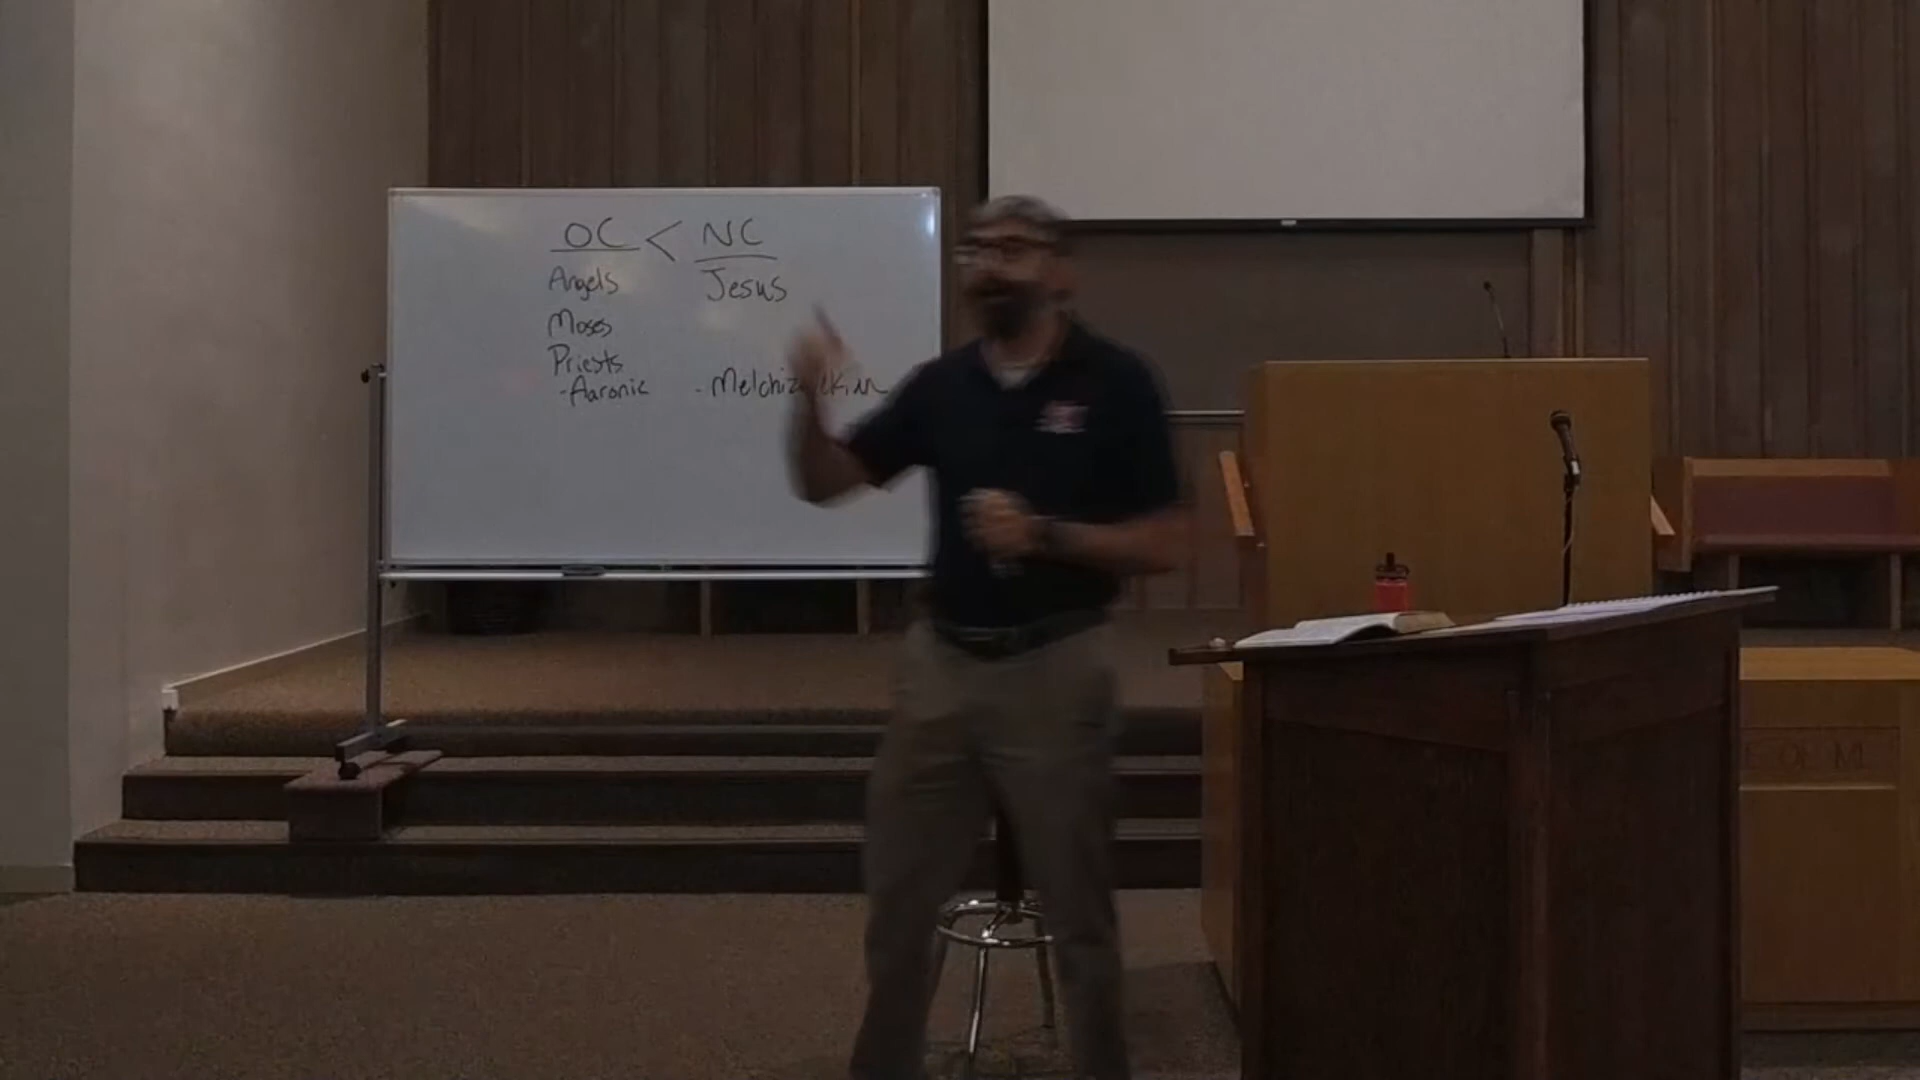 OC < NC
Angels Jesus
Moses
Priests
- Aaronic - Melchizedekian